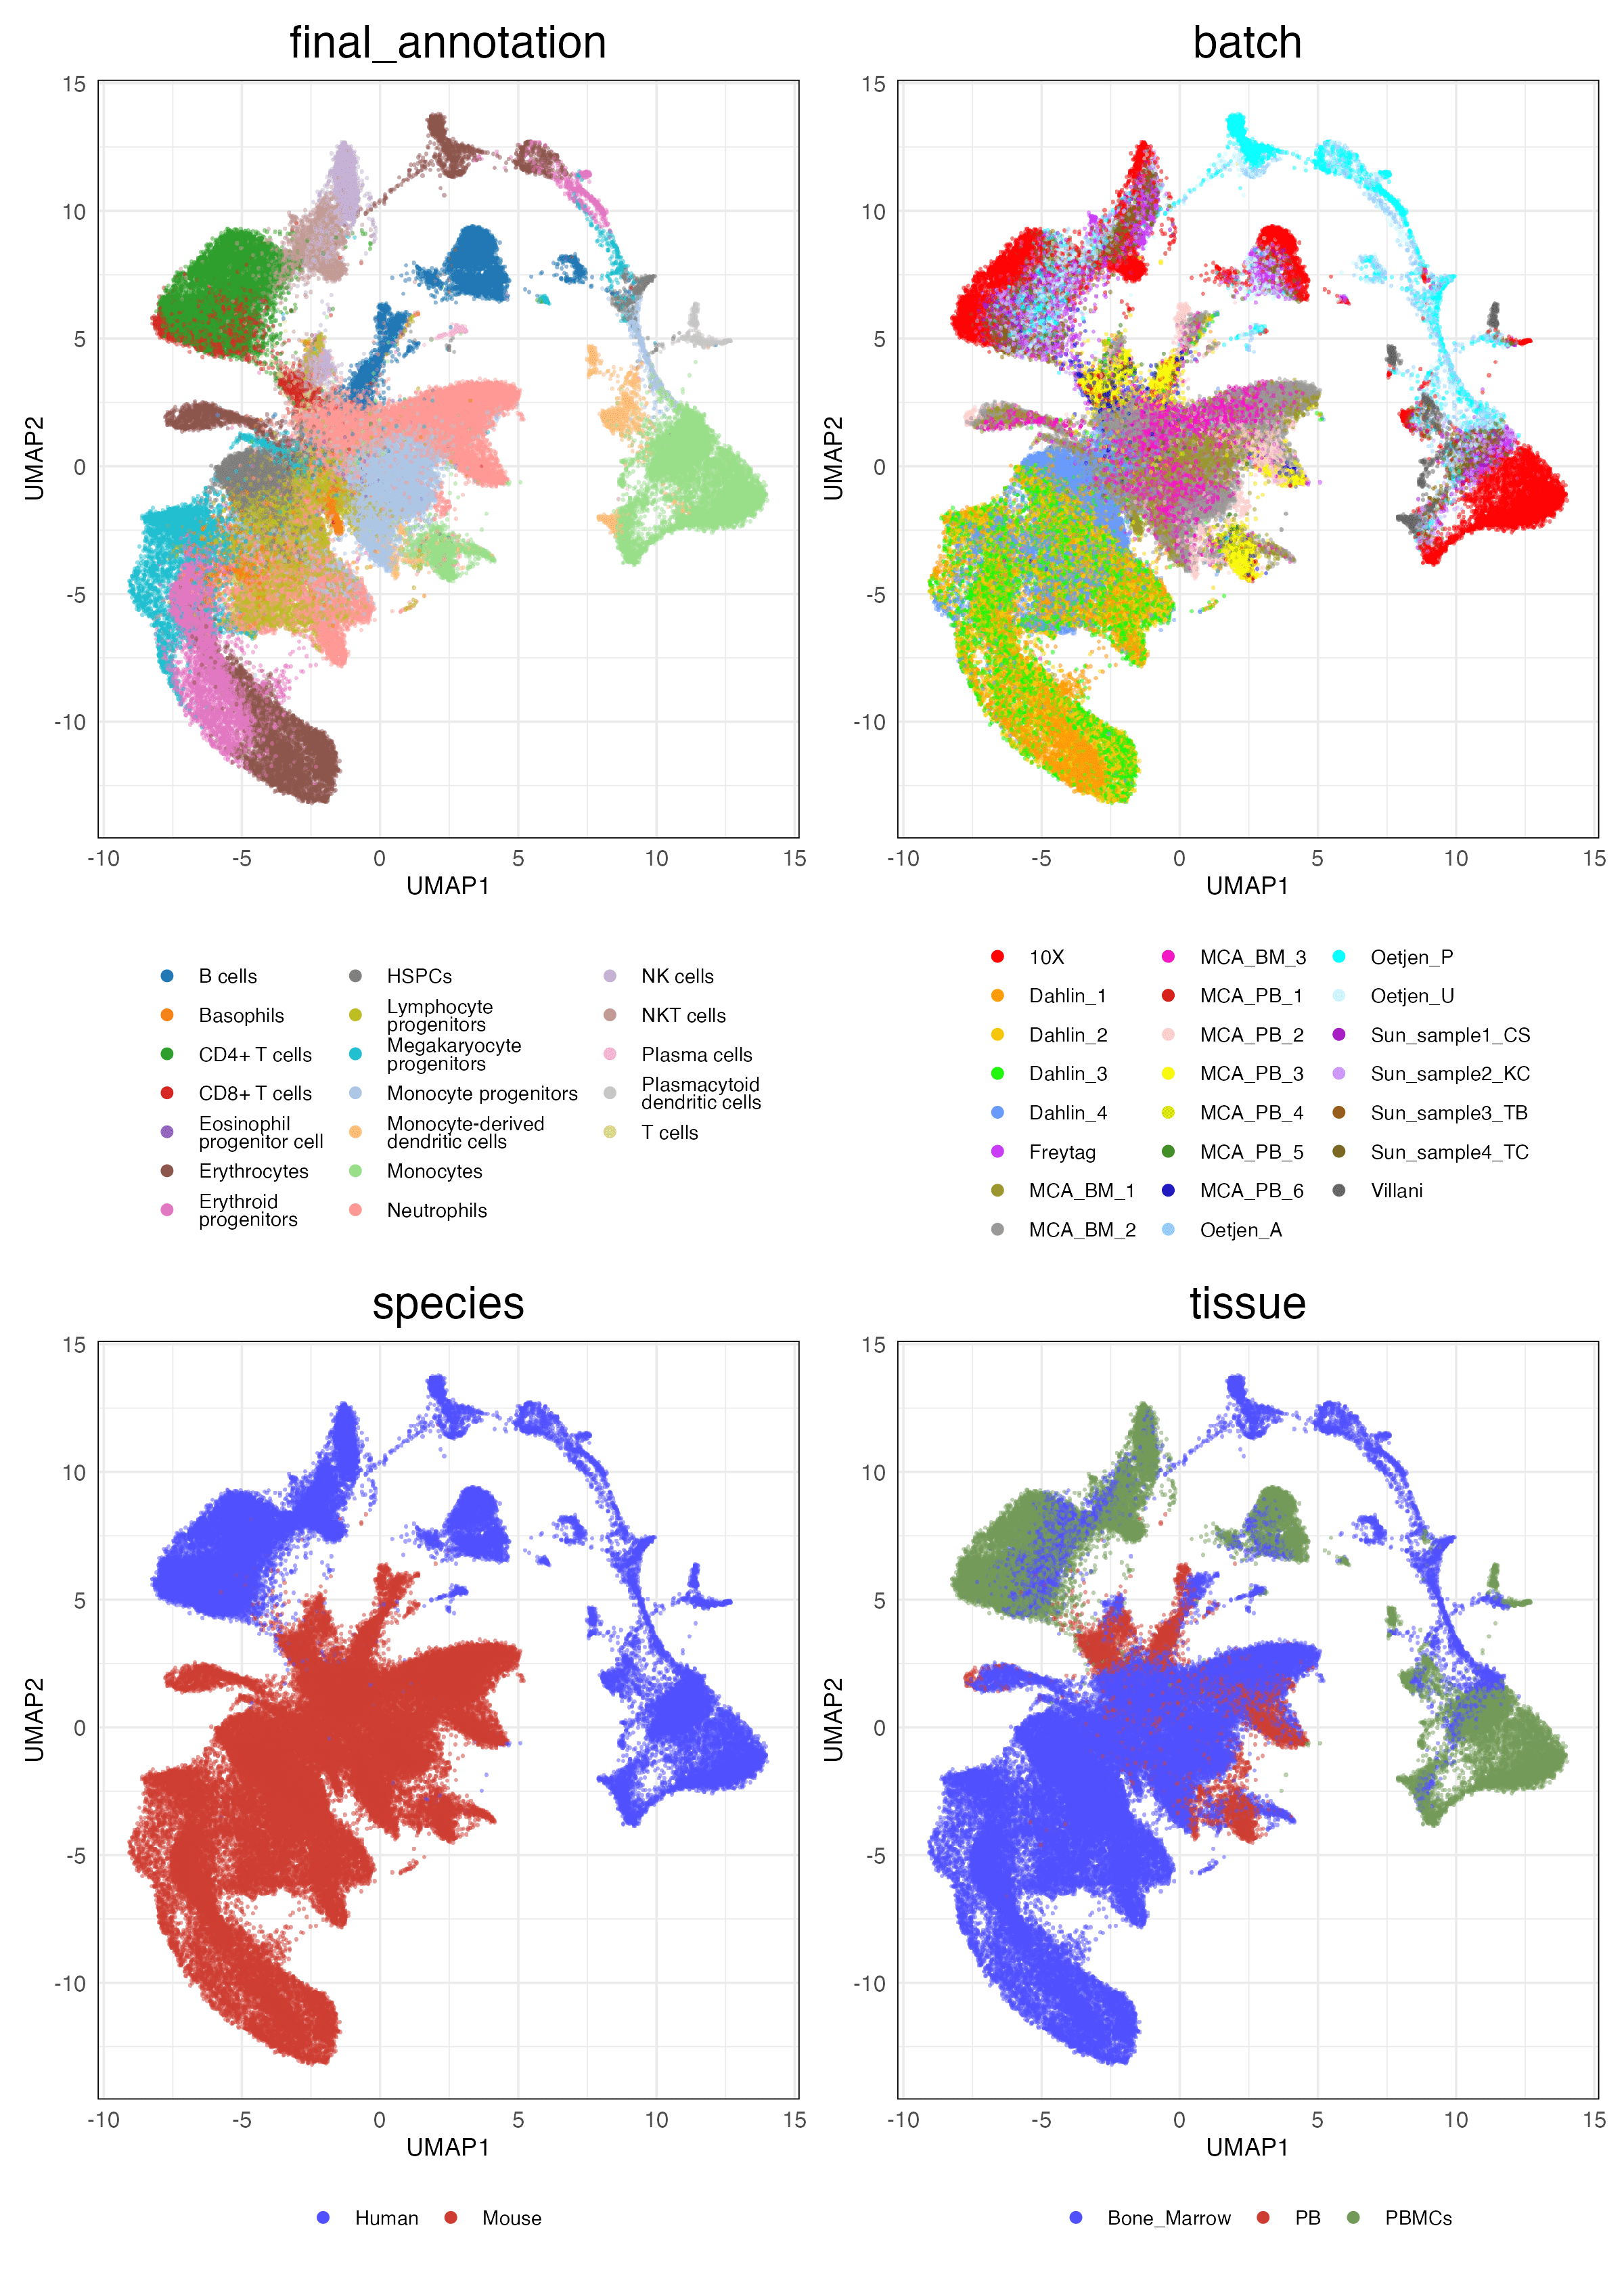 final_annotation
batch
15
10
5
0
-5
-10
UMAP2
-10
-5
0
5
10
15
UMAP1
15
10
5
0
-5
-10
UMAP2
-10
-5
0
5
10
15
UMAP1
B cells
Basophils
CD4+ T cells
CD8+ T cells
Eosinophil
progenitor cell
Erythrocytes
Erythroid
progenitors
HSPCs
Lymphocyte
progenitors
Megakaryocyte
progenitors
Monocyte progenitors
Monocyte-derived
dendritic cells
Monocytes
Neutrophils
NK cells
NKT cells
Plasma cells
Plasmacytoid
dendritic cells
T cells
10X
Dahlin_1
Dahlin_2
Dahlin_3
Dahlin_4
Freytag
MCA_BM_1
MCA_BM_2
MCA_BM_3
MCA_PB_1
MCA_PB_2
MCA_PB_3
MCA_PB_4
MCA_PB_5
MCA_PB_6
Oetjen_A
Oetjen_P
Oetjen_U
Sun_sample1_CS
Sun_sample2_KC
Sun_sample3_TB
Sun_sample4_TC
Villani
species
tissue
15
10
5
0
-5
-10
UMAP2
-10
-5
0
5
10
15
UMAP1
15
10
5
0
-5
-10
UMAP2
-10
-5
0
5
10
15
UMAP1
Human
Mouse
Bone_Marrow
PB
PBMCs